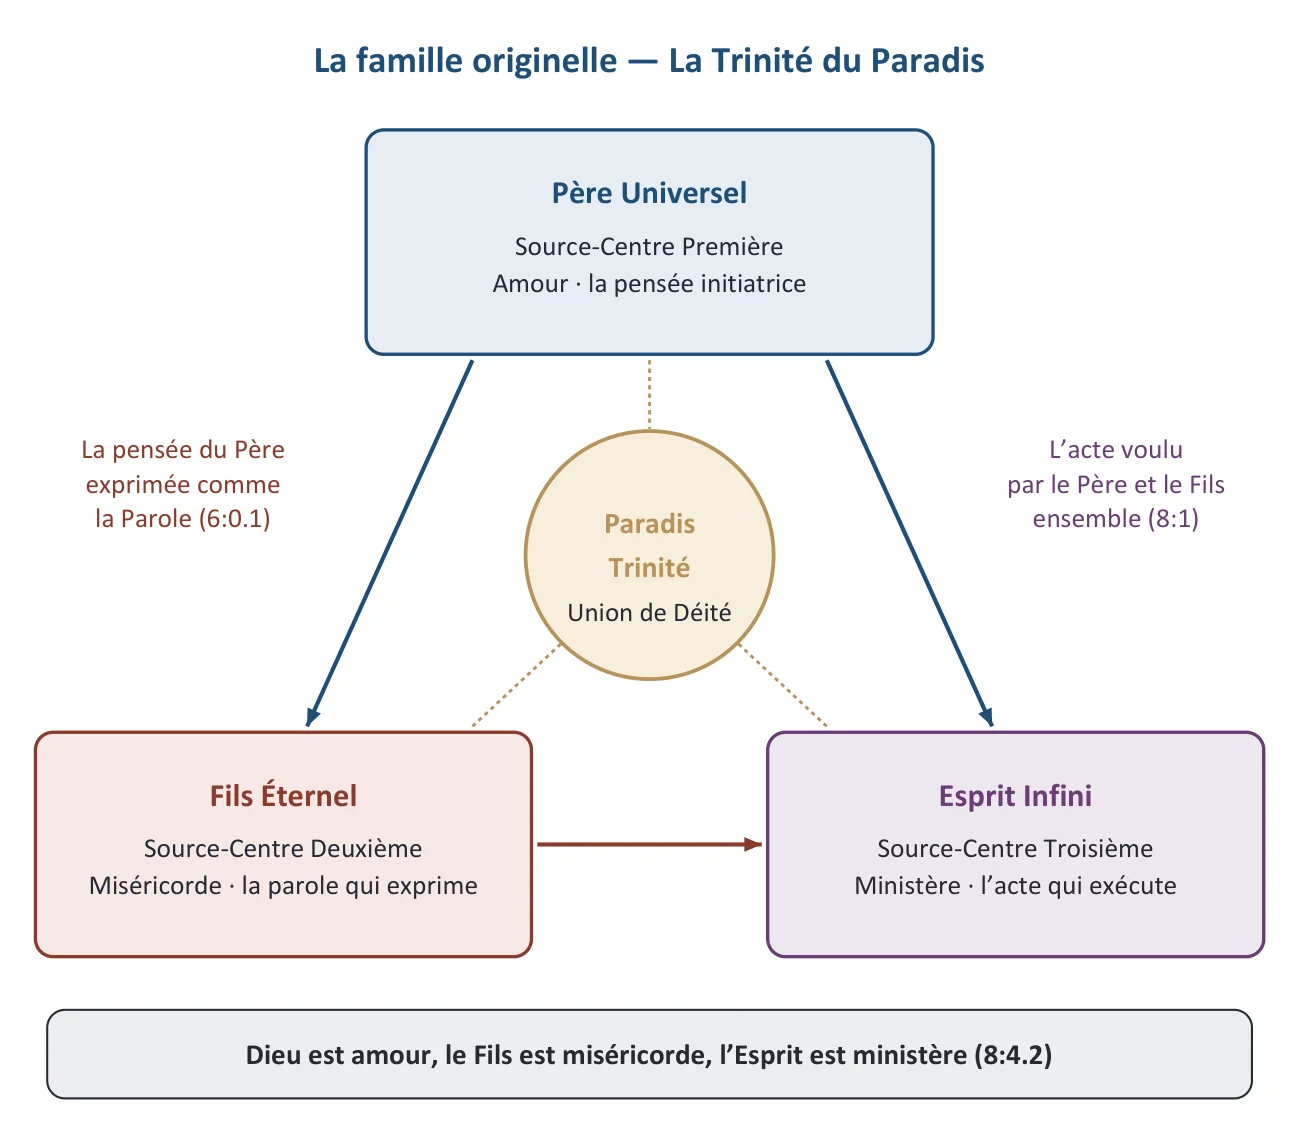 La famille originelle — La Trinité du Paradis
Père Universel
Source-Centre Première
Amour · la pensée initiatrice
La pensée du Père
exprimée comme
la Parole (6:0.1)
L’acte voulu
par le Père et le Fils
ensemble (8:1)
Paradis
Trinité
Union de Déité
Fils Éternel
Source-Centre Deuxième
Miséricorde · la parole qui exprime
Esprit Infini
Source-Centre Troisième
Ministère · l’acte qui exécute
Dieu est amour, le Fils est miséricorde, l’Esprit est ministère (8:4.2)